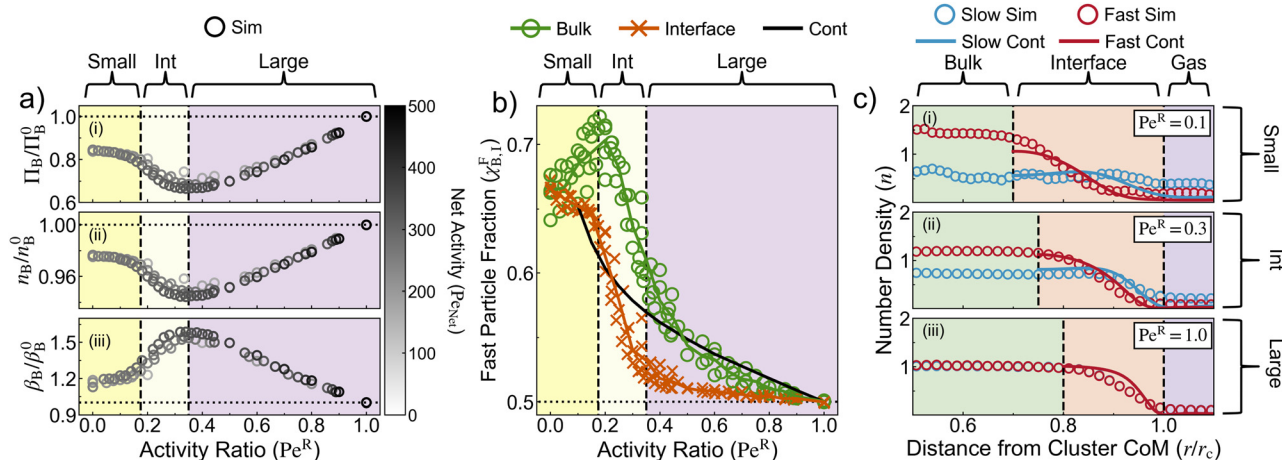 Sim
Small Int Large
a)
(i)
1.0
0.8
0.6
Π_B/Π_B^0
(ii)
1.00
0.96
n_B/n_B^0
(iii)
1.5
1.2
0.9
β_B/β_B^0
0.0 0.2 0.4 0.6 0.8 1.0
Activity Ratio (Pe^R)
500
400
300
200
100
0
Net Activity (Pe_Net)
Bulk Interface Cont
Small Int Large
b)
0.7
0.6
0.5
Fast Particle Fraction (χ^F_B,I)
0.0 0.2 0.4 0.6 0.8 1.0
Activity Ratio (Pe^R)
Slow Sim Fast Sim
Slow Cont Fast Cont
Bulk Interface Gas
c)
(i)
Pe^R = 0.1
2
1
Small
(ii)
Pe^R = 0.3
2
1
0
Int
(iii)
Pe^R = 1.0
2
1
0
Large
Number Density (n)
0.6 0.8 1.0
Distance from Cluster CoM (r/r_c)